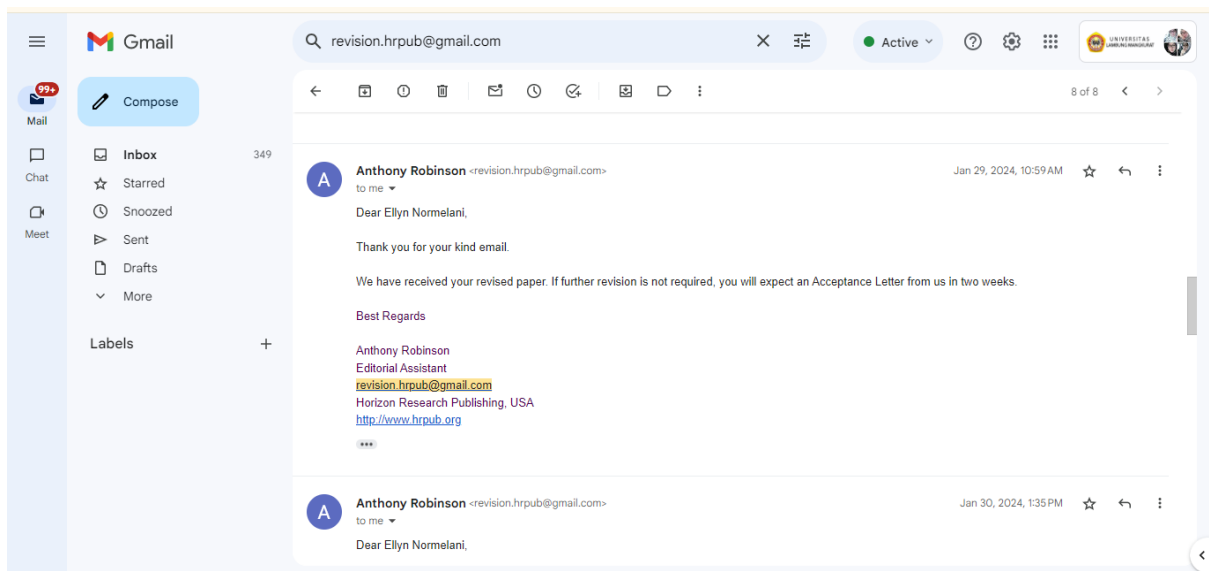 Gmail
revision.hrpub@gmail.com
Active
UNIVERSITAS
LAMBUNG MANGKURAT
99+
Mail
Chat
Meet
Compose
Inbox 349
Starred
Snoozed
Sent
Drafts
More
Labels
8 of 8
Anthony Robinson <revision.hrpub@gmail.com> Jan 29, 2024, 10:59 AM
to me
Dear Ellyn Normelani,
Thank you for your kind email.
We have received your revised paper. If further revision is not required, you will expect an Acceptance Letter from us in two weeks.
Best Regards
Anthony Robinson
Editorial Assistant
revision.hrpub@gmail.com
Horizon Research Publishing, USA
http://www.hrpub.org
Anthony Robinson <revision.hrpub@gmail.com> Jan 30, 2024, 1:35 PM
to me
Dear Ellyn Normelani,